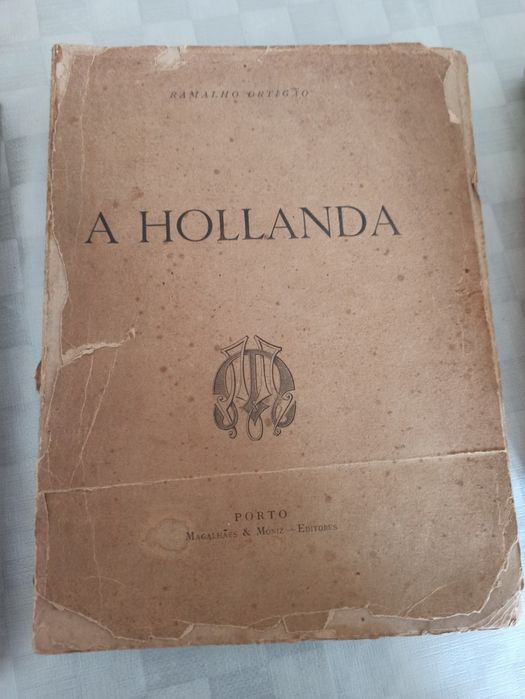 RAMALHO ORTIGÃO
A HOLLANDA
PORTO
MAGALHÃES & MONIZ — EDITORES